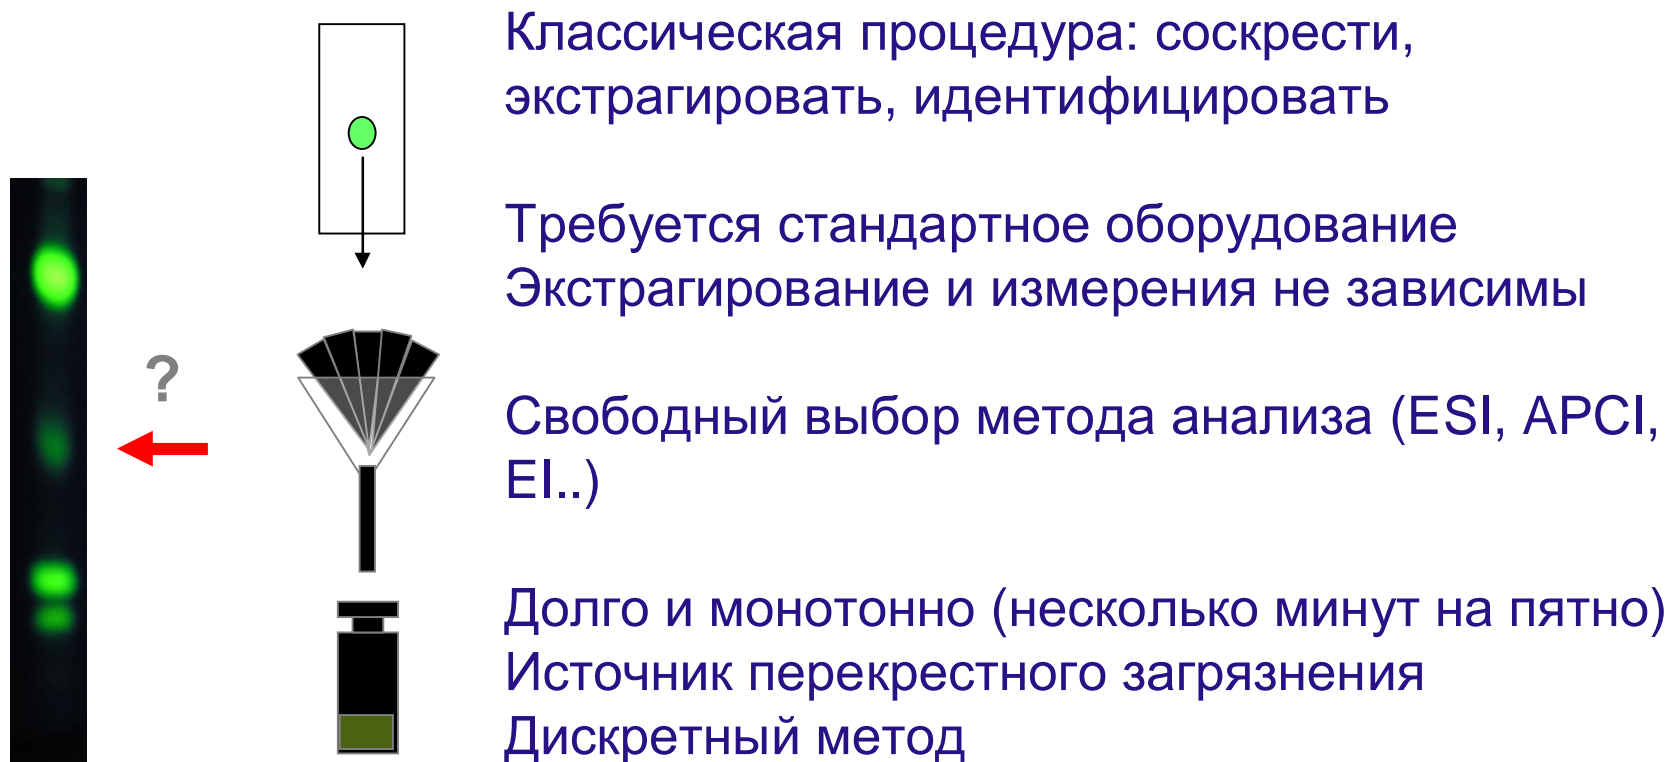 Классическая процедура: соскрести,
экстрагировать, идентифицировать
Требуется стандартное оборудование
Экстрагирование и измерения не зависимы
?
Свободный выбор метода анализа (ESI, APCI,
EI..)
Долго и монотонно (несколько минут на пятно)
Источник перекрестного загрязнения
Дискретный метод